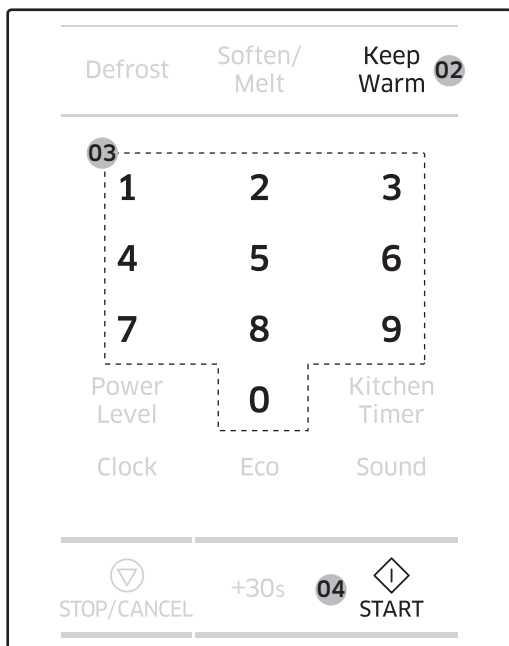 Defrost
Soften/
Melt
Keep
Warm
02
03
1 2 3
4 5 6
7 8 9
Power
Level
0
Kitchen
Timer
Clock Eco Sound
STOP/CANCEL
+30s
04
START